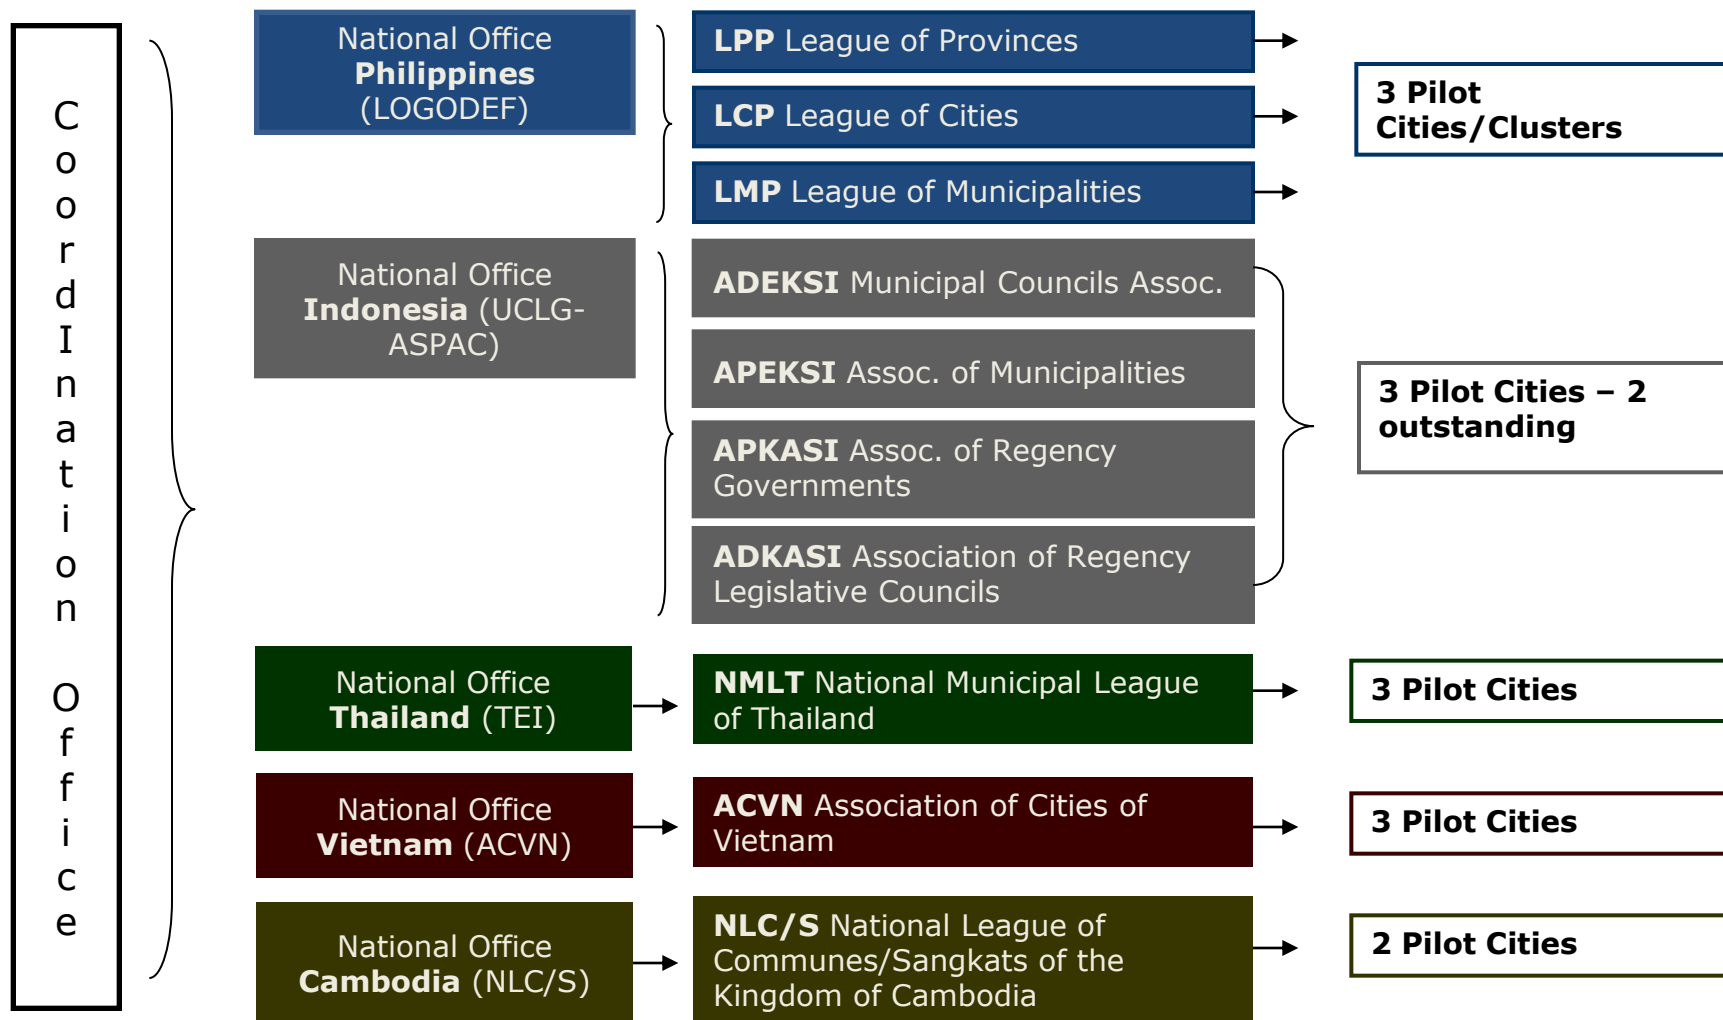 CoordInation Office
National Office
Philippines
(LOGODEF)
LPP League of Provinces
LCP League of Cities
LMP League of Municipalities
3 Pilot
Cities/Clusters
National Office
Indonesia (UCLG-
ASPAC)
ADEKSI Municipal Councils Assoc.
APEKSI Assoc. of Municipalities
APKASI Assoc. of Regency
Governments
ADKASI Association of Regency
Legislative Councils
3 Pilot Cities – 2
outstanding
National Office
Thailand (TEI)
NMLT National Municipal League
of Thailand
3 Pilot Cities
National Office
Vietnam (ACVN)
ACVN Association of Cities of
Vietnam
3 Pilot Cities
National Office
Cambodia (NLC/S)
NLC/S National League of
Communes/Sangkats of the
Kingdom of Cambodia
2 Pilot Cities